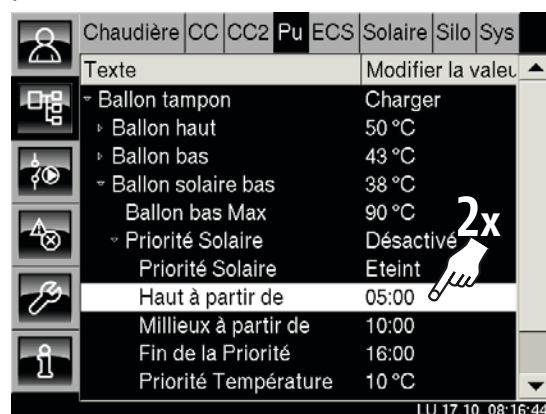 Chaudière CC CC2 Pu ECS Solaire Silo Sys
Texte Modifier la valeu
Ballon tampon Charger
Ballon haut 50 °C
Ballon bas 43 °C
Ballon solaire bas 38 °C
Ballon bas Max 90 °C
2x
Priorité Solaire Désactivé
Priorité Solaire Eteint
Haut à partir de 05:00
Millieux à partir de 10:00
Fin de la Priorité 16:00
Priorité Température 10 °C
LU 17.10. 08:16:44